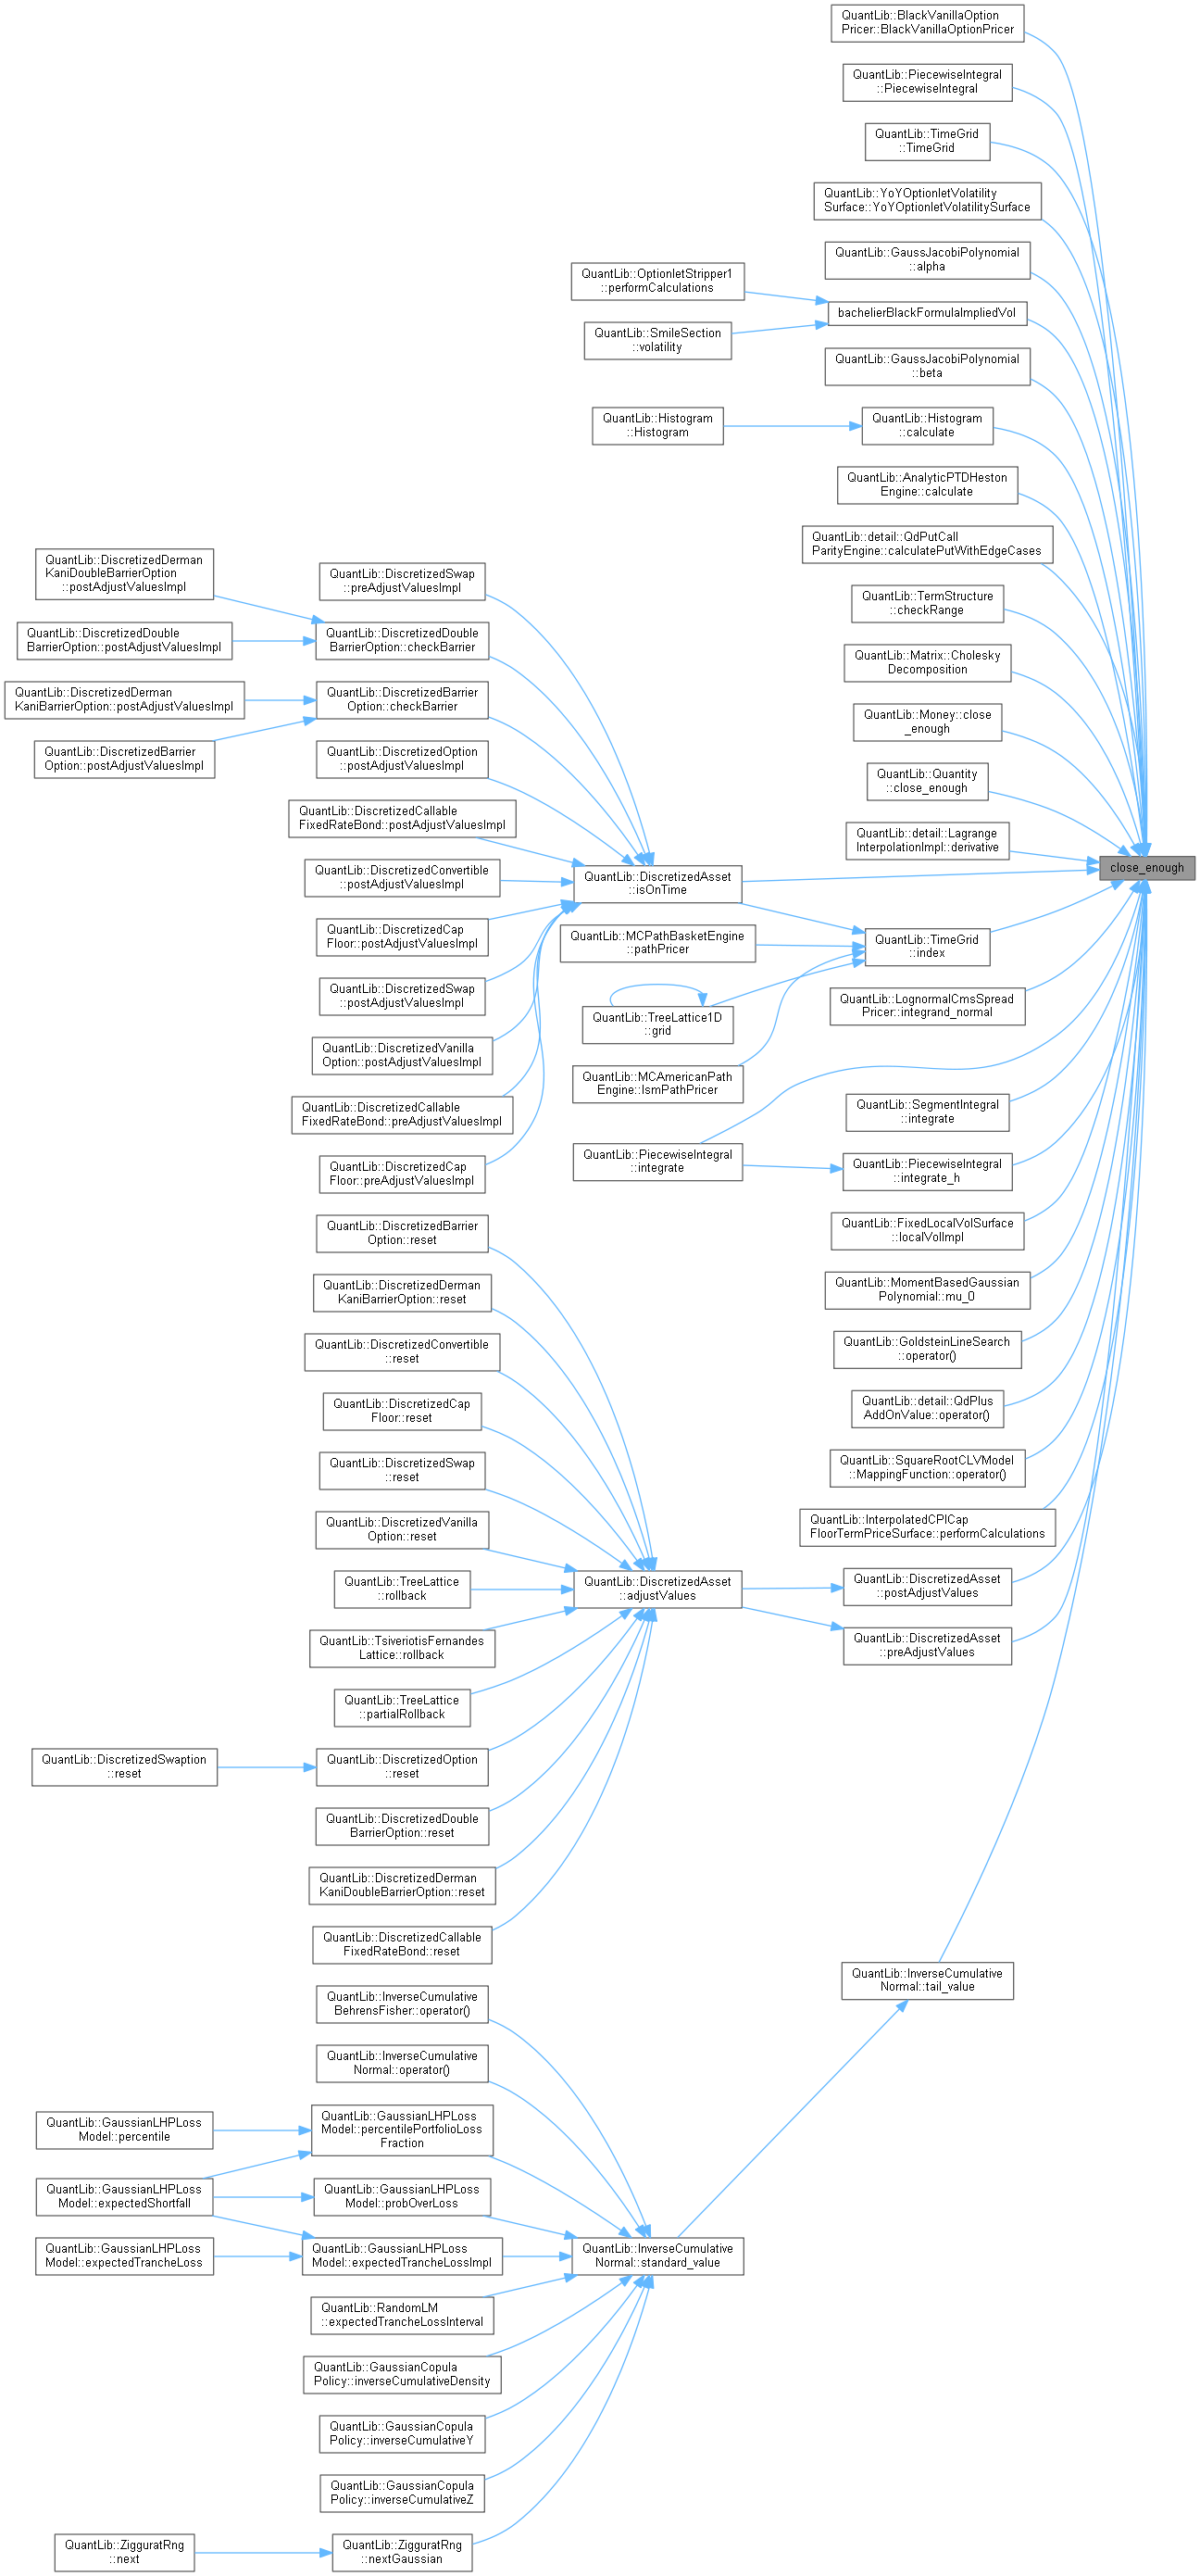 QuantLib::BlackVanillaOption
Pricer::BlackVanillaOptionPricer
QuantLib::PiecewiseIntegral
::PiecewiseIntegral
QuantLib::TimeGrid
::TimeGrid
QuantLib::YoYOptionletVolatility
Surface::YoYOptionletVolatilitySurface
QuantLib::GaussJacobiPolynomial
::alpha
QuantLib::OptionletStripper1
::performCalculations
bachelierBlackFormulaImpliedVol
QuantLib::SmileSection
::volatility
QuantLib::GaussJacobiPolynomial
::beta
QuantLib::Histogram
::Histogram
QuantLib::Histogram
::calculate
QuantLib::AnalyticPTDHeston
Engine::calculate
QuantLib::detail::QdPutCall
ParityEngine::calculatePutWithEdgeCases
QuantLib::DiscretizedDerman
KaniDoubleBarrierOption
::postAdjustValuesImpl
QuantLib::DiscretizedSwap
::preAdjustValuesImpl
QuantLib::TermStructure
::checkRange
QuantLib::DiscretizedDouble
BarrierOption::postAdjustValuesImpl
QuantLib::DiscretizedDouble
BarrierOption::checkBarrier
QuantLib::Matrix::Cholesky
Decomposition
QuantLib::DiscretizedDerman
KaniBarrierOption::postAdjustValuesImpl
QuantLib::DiscretizedBarrier
Option::checkBarrier
QuantLib::Money::close
_enough
QuantLib::DiscretizedBarrier
Option::postAdjustValuesImpl
QuantLib::DiscretizedOption
::postAdjustValuesImpl
QuantLib::Quantity
::close_enough
QuantLib::DiscretizedCallable
FixedRateBond::postAdjustValuesImpl
QuantLib::detail::Lagrange
InterpolationImpl::derivative
close_enough
QuantLib::DiscretizedConvertible
::postAdjustValuesImpl
QuantLib::DiscretizedAsset
::isOnTime
QuantLib::DiscretizedCap
Floor::postAdjustValuesImpl
QuantLib::MCPathBasketEngine
::pathPricer
QuantLib::TimeGrid
::index
QuantLib::DiscretizedSwap
::postAdjustValuesImpl
QuantLib::LognormalCmsSpread
Pricer::integrand_normal
QuantLib::TreeLattice1D
::grid
QuantLib::DiscretizedVanilla
Option::postAdjustValuesImpl
QuantLib::MCAmericanPath
Engine::lsmPathPricer
QuantLib::DiscretizedCallable
FixedRateBond::preAdjustValuesImpl
QuantLib::SegmentIntegral
::integrate
QuantLib::PiecewiseIntegral
::integrate
QuantLib::DiscretizedCap
Floor::preAdjustValuesImpl
QuantLib::PiecewiseIntegral
::integrate_h
QuantLib::DiscretizedBarrier
Option::reset
QuantLib::FixedLocalVolSurface
::localVolImpl
QuantLib::DiscretizedDerman
KaniBarrierOption::reset
QuantLib::MomentBasedGaussian
Polynomial::mu_0
QuantLib::DiscretizedConvertible
::reset
QuantLib::GoldsteinLineSearch
::operator()
QuantLib::DiscretizedCap
Floor::reset
QuantLib::detail::QdPlus
AddOnValue::operator()
QuantLib::DiscretizedSwap
::reset
QuantLib::SquareRootCLVModel
::MappingFunction::operator()
QuantLib::DiscretizedVanilla
Option::reset
QuantLib::InterpolatedCPICap
FloorTermPriceSurface::performCalculations
QuantLib::TreeLattice
::rollback
QuantLib::DiscretizedAsset
::adjustValues
QuantLib::DiscretizedAsset
::postAdjustValues
QuantLib::TsiveriotisFernandes
Lattice::rollback
QuantLib::DiscretizedAsset
::preAdjustValues
QuantLib::TreeLattice
::partialRollback
QuantLib::DiscretizedSwaption
::reset
QuantLib::DiscretizedOption
::reset
QuantLib::DiscretizedDouble
BarrierOption::reset
QuantLib::DiscretizedDerman
KaniDoubleBarrierOption::reset
QuantLib::DiscretizedCallable
FixedRateBond::reset
QuantLib::InverseCumulative
Normal::tail_value
QuantLib::InverseCumulative
BehrensFisher::operator()
QuantLib::InverseCumulative
Normal::operator()
QuantLib::GaussianLHPLoss
Model::percentile
QuantLib::GaussianLHPLoss
Model::percentilePortfolioLoss
Fraction
QuantLib::GaussianLHPLoss
Model::expectedShortfall
QuantLib::GaussianLHPLoss
Model::probOverLoss
QuantLib::GaussianLHPLoss
Model::expectedTrancheLoss
QuantLib::GaussianLHPLoss
Model::expectedTrancheLossImpl
QuantLib::InverseCumulative
Normal::standard_value
QuantLib::RandomLM
::expectedTrancheLossInterval
QuantLib::GaussianCopula
Policy::inverseCumulativeDensity
QuantLib::GaussianCopula
Policy::inverseCumulativeY
QuantLib::GaussianCopula
Policy::inverseCumulativeZ
QuantLib::ZigguratRng
::next
QuantLib::ZigguratRng
::nextGaussian